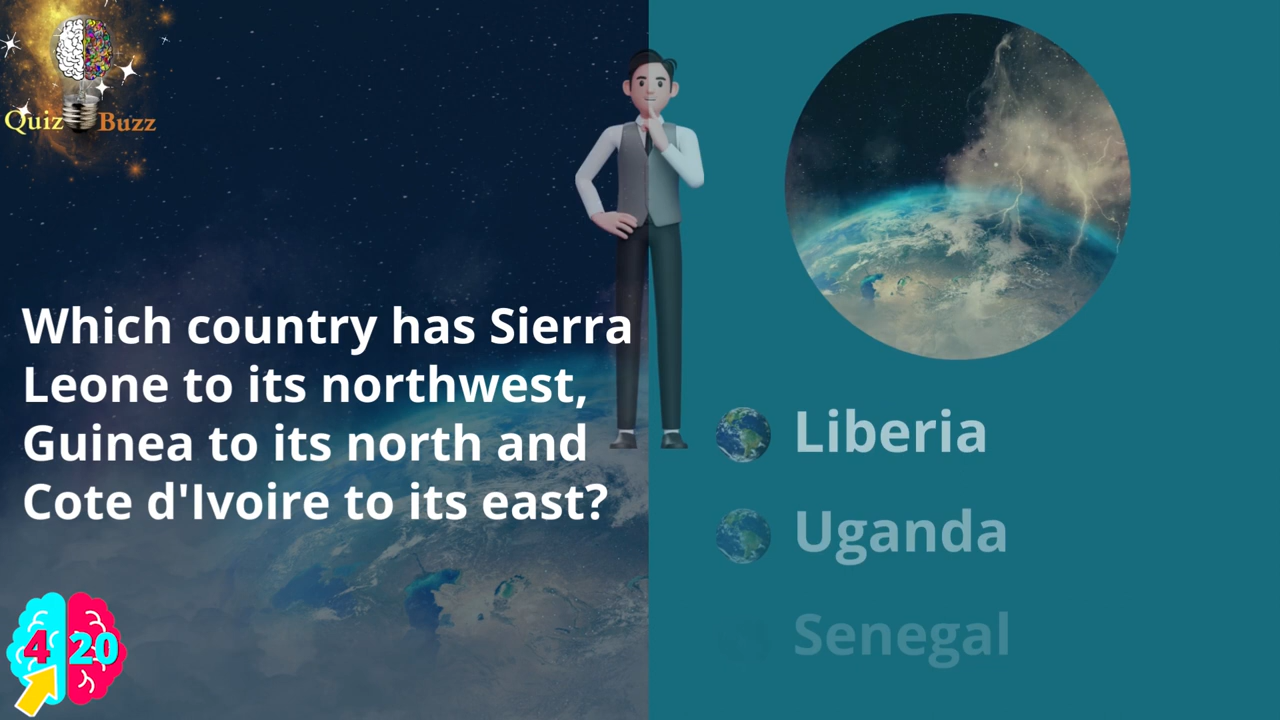 Quiz Buzz
Which country has Sierra
Leone to its northwest,
Guinea to its north and
Cote d'Ivoire to its east?
Liberia
Uganda
Senegal
4 20